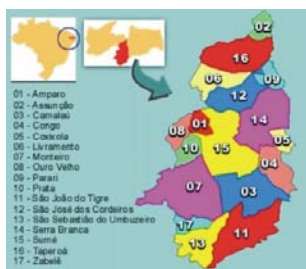 02
16
06
09
12
14
01
08
05
10
15
04
07
03
17
13
11
01 - Amparo
02 - Assunção
03 - Camalaú
04 - Congo
05 - Coxixola
06 - Livramento
07 - Monteiro
08 - Ouro Velho
09 - Parari
10 - Prata
11 - São João do Tigre
12 - São José dos Cordeiros
13 - São Sebastião do Umbuzeiro
14 - Serra Branca
15 - Sumé
16 - Taperoá
17 - Zabelê